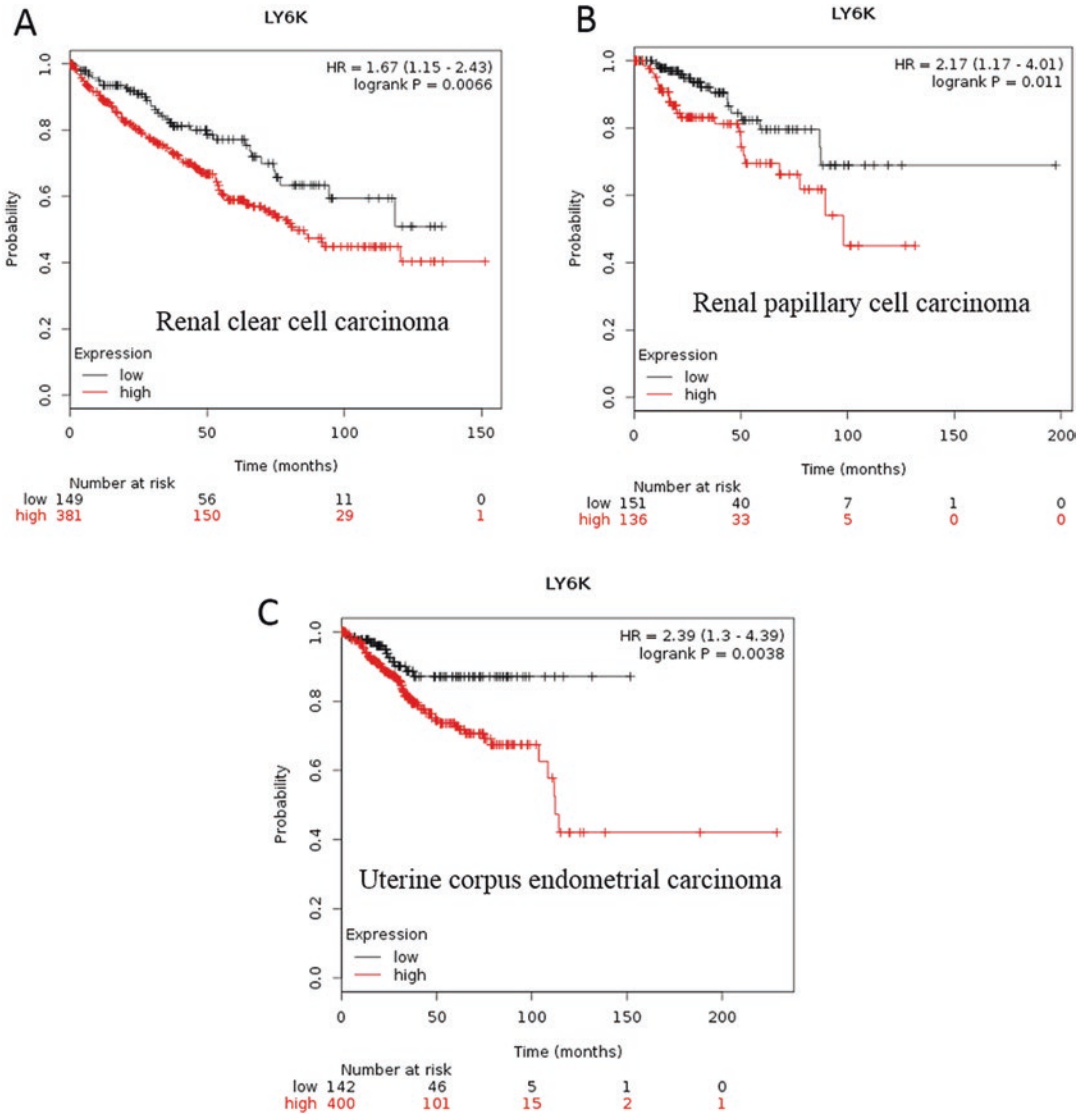 A
LY6K
HR = 1.67 (1.15 - 2.43)
logrank P = 0.0066
Probability
1.0
0.8
0.6
0.4
0.2
0.0
Renal clear cell carcinoma
Expression
low
high
0 50 100 150
Time (months)
Number at risk
low 149 56 11 0
high 381 150 29 1
B
LY6K
HR = 2.17 (1.17 - 4.01)
logrank P = 0.011
Probability
1.0
0.8
0.6
0.4
0.2
0.0
Renal papillary cell carcinoma
Expression
low
high
0 50 100 150 200
Time (months)
Number at risk
low 151 40 7 1 0
high 136 33 5 0 0
C
LY6K
HR = 2.39 (1.3 - 4.39)
logrank P = 0.0038
Probability
1.0
0.8
0.6
0.4
0.2
0.0
Uterine corpus endometrial carcinoma
Expression
low
high
0 50 100 150 200
Time (months)
Number at risk
low 142 46 5 1 0
high 400 101 15 2 1